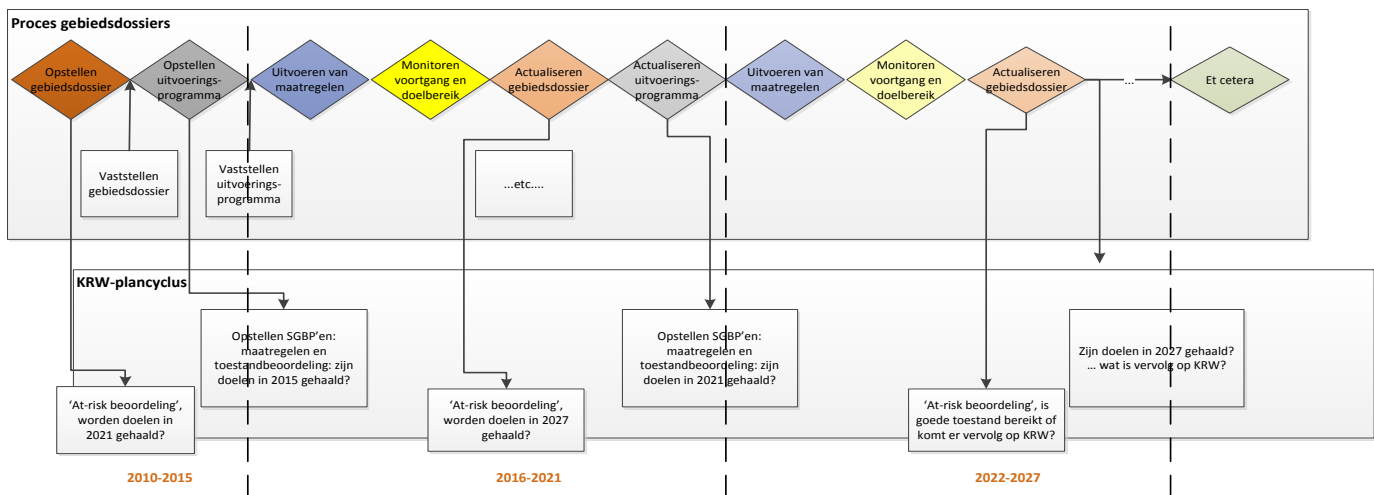 Proces gebiedsdossiers
Opstellen
gebiedsdossier
Opstellen
uitvoerings-
programma
Uitvoeren van
maatregelen
Monitoren
voortgang en
doelbereik
Actualiseren
gebiedsdossier
Actualiseren
uitvoerings-
programma
Uitvoeren van
maatregelen
Monitoren
voortgang en
doelbereik
Actualiseren
gebiedsdossier
...
Et cetera
Vaststellen
gebiedsdossier
Vaststellen
uitvoerings-
programma
...etc....
KRW-plancyclus
Opstellen SGBP'en:
maatregelen en
toestandbeoordeling: zijn
doelen in 2015 gehaald?
Opstellen SGBP'en:
maatregelen en
toestandbeoordeling: zijn
doelen in 2021 gehaald?
Zijn doelen in 2027 gehaald?
... wat is vervolg op KRW?
‘At-risk beoordeling’,
worden doelen in
2021 gehaald?
‘At-risk beoordeling’,
worden doelen in 2027
gehaald?
‘At-risk beoordeling’, is
goede toestand bereikt of
komt er vervolg op KRW?
2010-2015
2016-2021
2022-2027